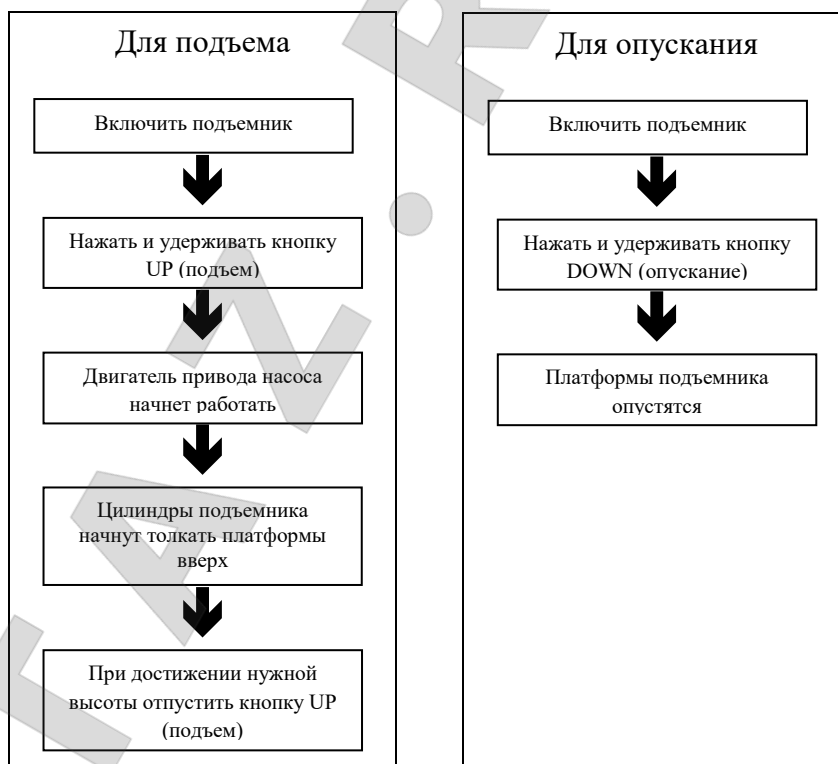 Для подъема
Включить подъемник
Нажать и удерживать кнопку
UP (подъем)
Двигатель привода насоса
начнет работать
Цилиндры подъемника
начнут толкать платформы
вверх
При достижении нужной
высоты отпустить кнопку UP
(подъем)
Для опускания
Включить подъемник
Нажать и удерживать кнопку
DOWN (опускание)
Платформы подъемника
опустятся